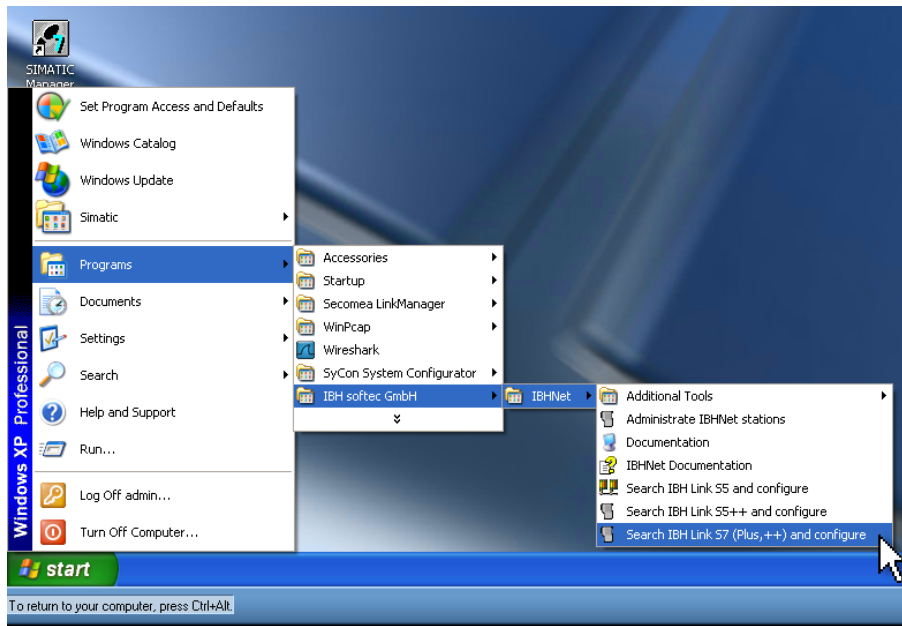 SIMATIC
Manager
Set Program Access and Defaults
Windows Catalog
Windows Update
Simatic
Programs
Documents
Settings
Search
Help and Support
Run...
Log Off admin...
Turn Off Computer...
Windows XP Professional
Accessories
Startup
Secomea LinkManager
WinPcap
Wireshark
SyCon System Configurator
IBH softec GmbH
IBHNet
Additional Tools
Administrate IBHNet stations
Documentation
IBHNet Documentation
Search IBH Link S5 and configure
Search IBH Link S5++ and configure
Search IBH Link S7 (Plus,++) and configure
start
To return to your computer, press Ctrl+Alt.